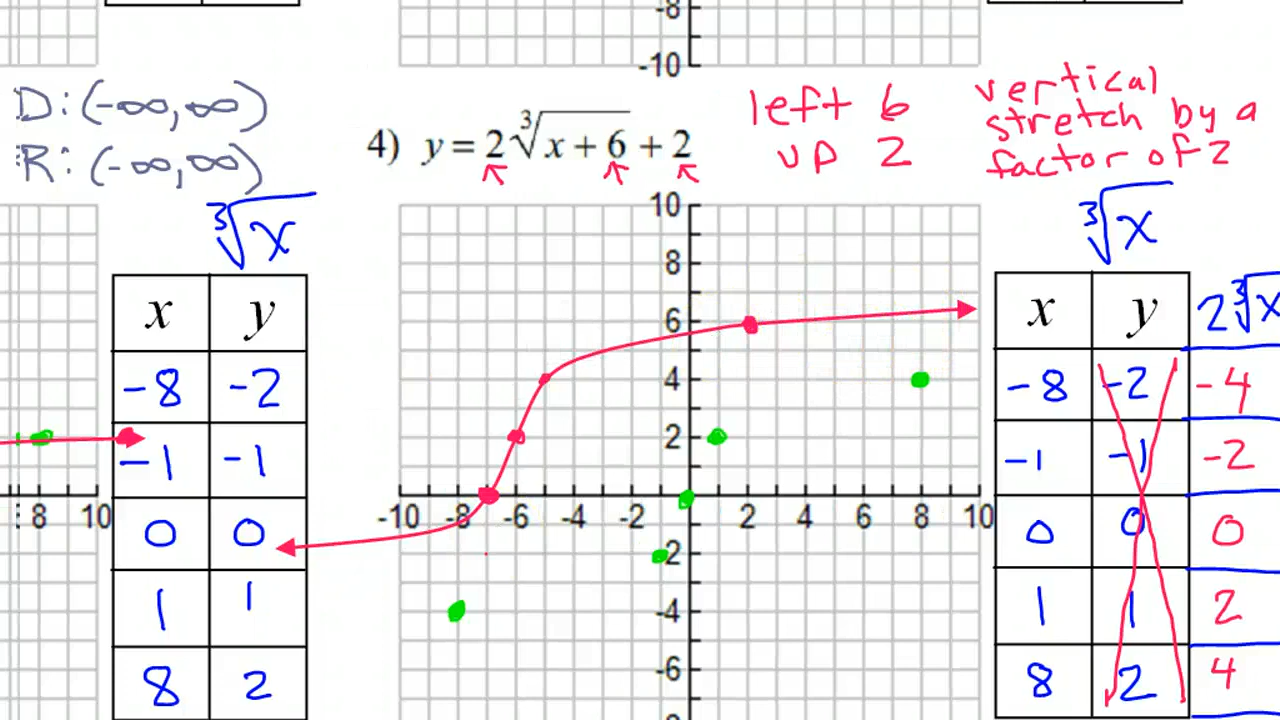 -8
-10
D: (-∞,∞)
R: (-∞,∞)
4) y = 2∛(x + 6) + 2
left 6
up 2
vertical
stretch by a
factor of 2
∛x
x y
-8 -2
-1 -1
0 0
1 1
8 2
8 10
10
8
6
4
2
-10 -8 -6 -4 -2 2 4 6 8 10
-2
-4
-6
∛x
x y 2∛x
-8 -2 -4
-1 -1 -2
0 0 0
1 1 2
8 2 4